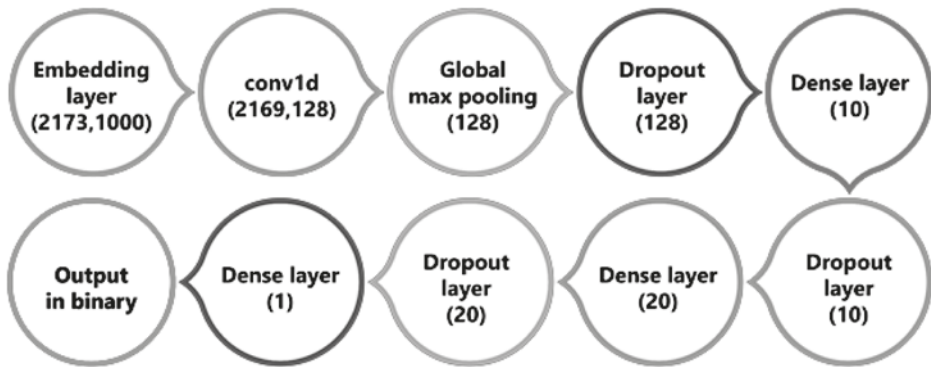 Embedding
layer
(2173,1000)
conv1d
(2169,128)
Global
max pooling
(128)
Dropout
layer
(128)
Dense layer
(10)
Dropout
layer
(10)
Dense layer
(20)
Dropout
layer
(20)
Dense layer
(1)
Output
in binary